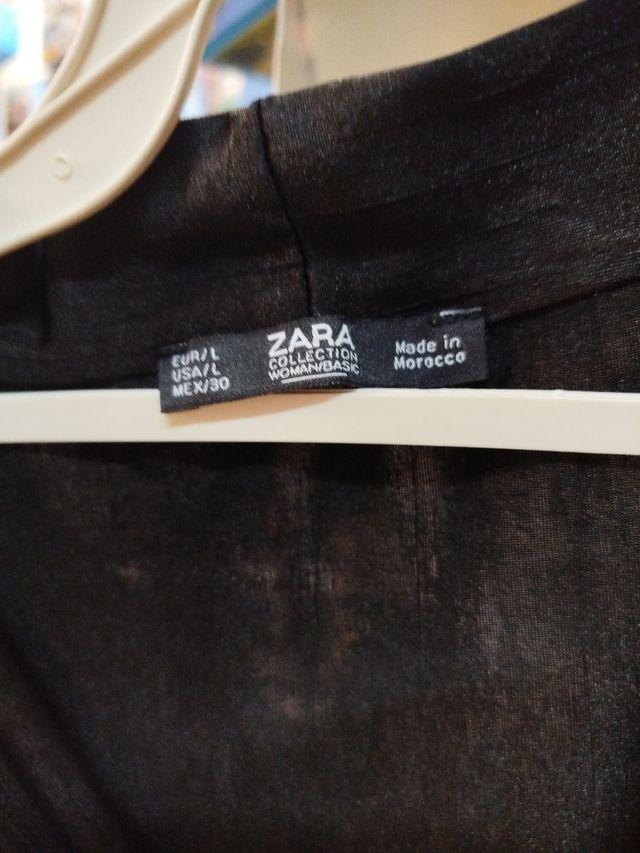 EUR/L
USA/L
MEX/30
ZARA
COLLECTION
WOMAN/BASIC
Made in
Morocco